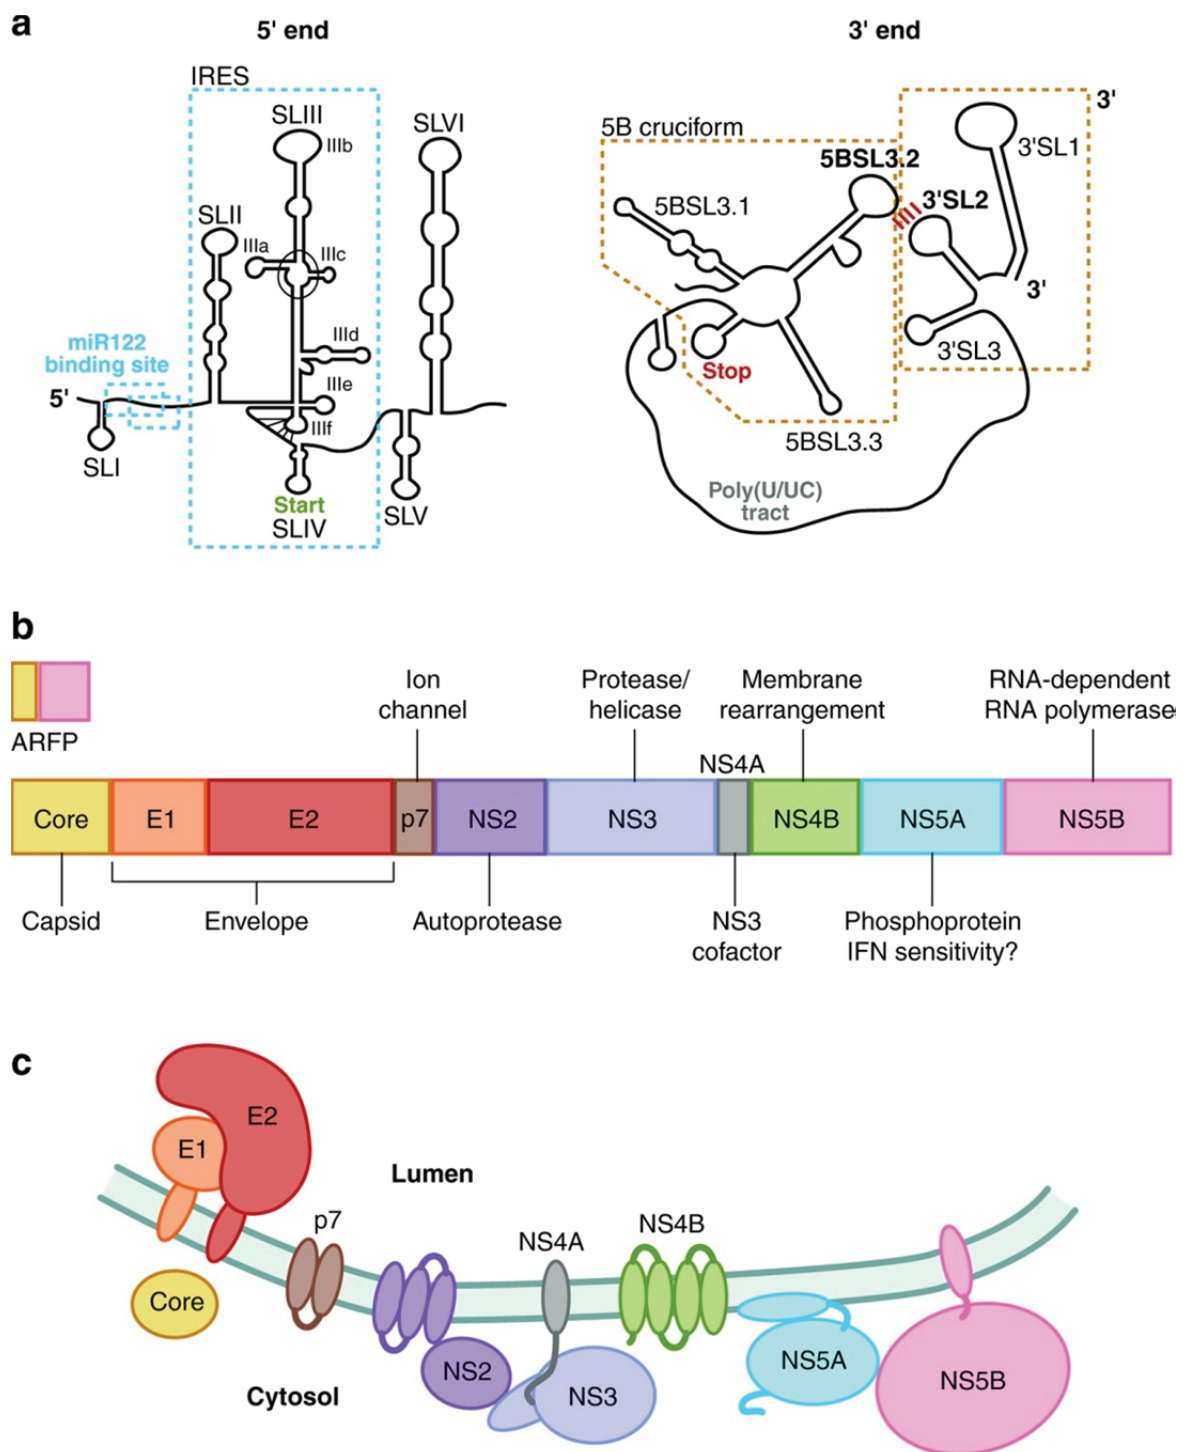 a
5' end
3' end
IRES
SLIII
IIIb
SLVI
SLII
IIIa
IIIc
IIId
miR122
binding site
IIIe
5'
IIIf
SLI
Start
SLIV
SLV
3'
5B cruciform
3'SL1
5BSL3.2
3'SL2
5BSL3.1
3'
3'SL3
Stop
5BSL3.3
Poly(U/UC)
tract
b
ARFP
Ion
channel
Protease/
helicase
Membrane
rearrangement
RNA-dependent
RNA polymerase
NS4A
Core
E1
E2
p7
NS2
NS3
NS4B
NS5A
NS5B
Capsid
Envelope
Autoprotease
NS3
cofactor
Phosphoprotein
IFN sensitivity?
c
E2
E1
Lumen
p7
NS4A
NS4B
Core
NS2
NS3
NS5A
NS5B
Cytosol